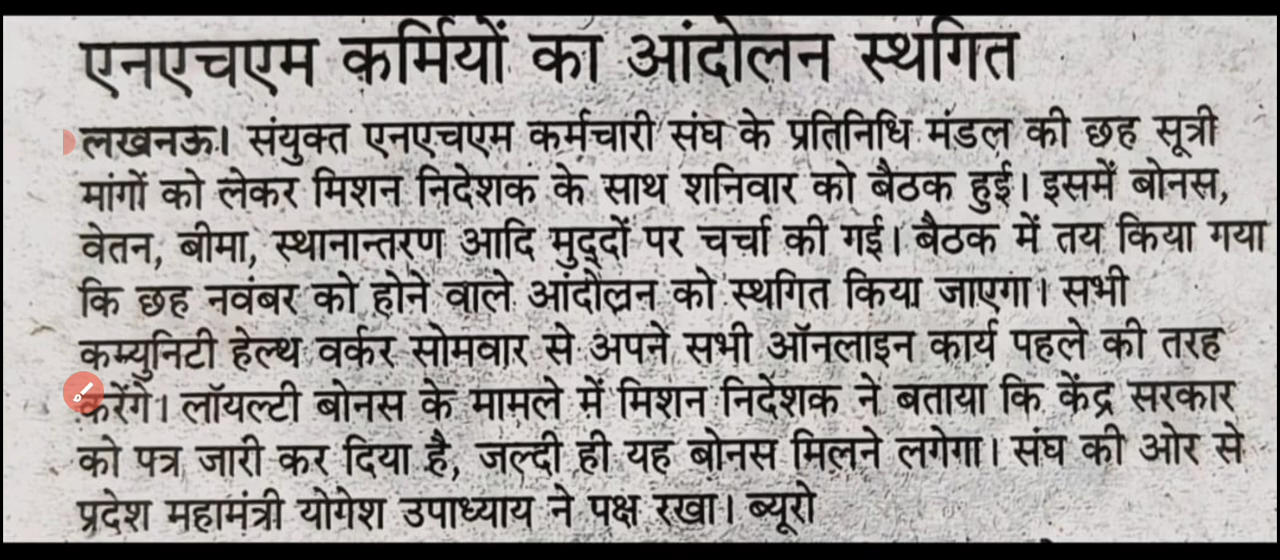 एनएचएम कर्मियों का आंदोलन स्थगित
लखनऊ। संयुक्त एनएचएम कर्मचारी संघ के प्रतिनिधि मंडल की छह सूत्री
मांगों को लेकर मिशन निदेशक के साथ शनिवार को बैठक हुई। इसमें बोनस,
वेतन, बीमा, स्थानान्तरण आदि मुद्दों पर चर्चा की गई। बैठक में तय किया गया
कि छह नवंबर को होने वाले आंदोलन को स्थगित किया जाएगा। सभी
कम्युनिटी हेल्थ वर्कर सोमवार से अपने सभी ऑनलाइन कार्य पहले की तरह
करेंगे। लॉयल्टी बोनस के मामले में मिशन निदेशक ने बताया कि केंद्र सरकार
को पत्र जारी कर दिया है, जल्दी ही यह बोनस मिलने लगेगा। संघ की ओर से
प्रदेश महामंत्री योगेश उपाध्याय ने पक्ष रखा। ब्यूरो